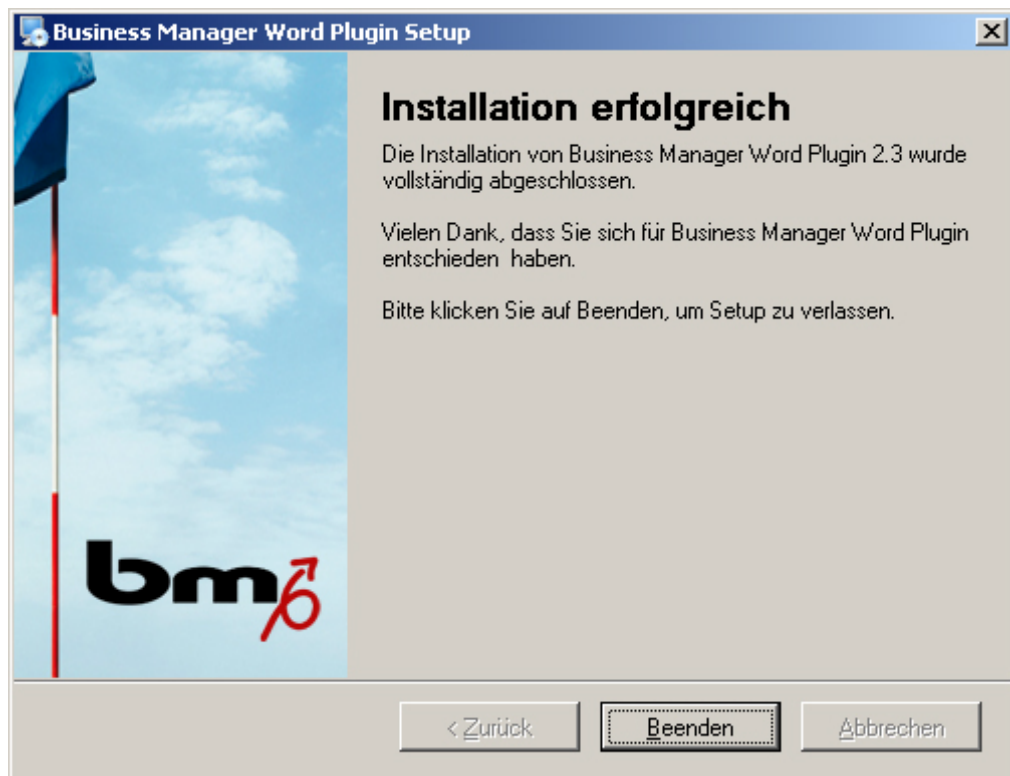 Business Manager Word Plugin Setup
Installation erfolgreich
Die Installation von Business Manager Word Plugin 2.3 wurde
vollständig abgeschlossen.
Vielen Dank, dass Sie sich für Business Manager Word Plugin
entschieden  haben.
Bitte klicken Sie auf Beenden, um Setup zu verlassen.
bm6
< Zurück
Beenden
Abbrechen